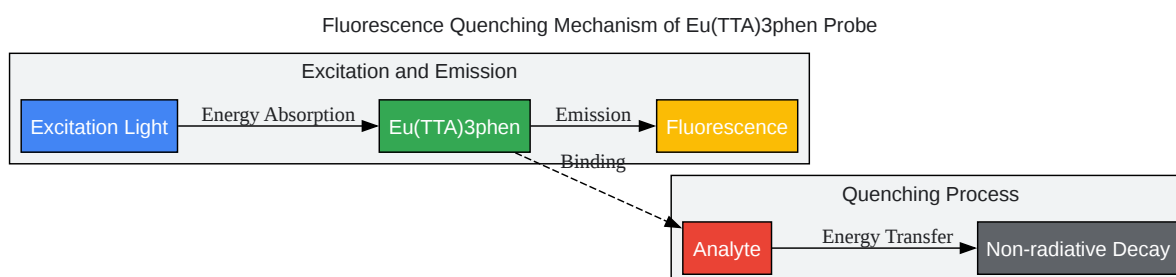 Fluorescence Quenching Mechanism of Eu(TTA)3phen Probe
Excitation and Emission
Excitation Light
Energy Absorption
Eu(TTA)3phen
Emission
Fluorescence
Binding
Quenching Process
Analyte
Energy Transfer
Non-radiative Decay